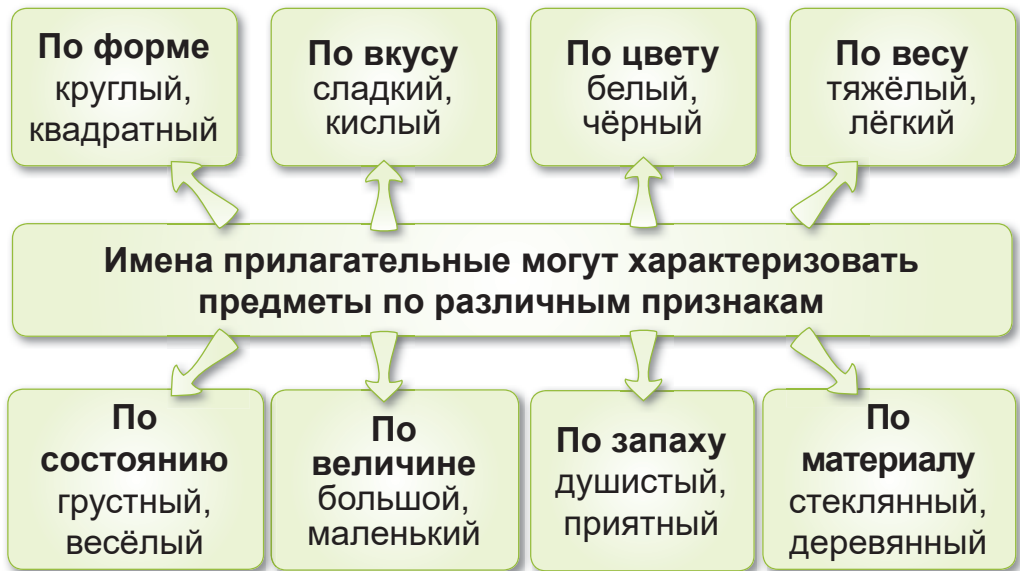 По форме
круглый,
квадратный
По вкусу
сладкий,
кислый
По цвету
белый,
чёрный
По весу
тяжёлый,
лёгкий
Имена прилагательные могут характеризовать
предметы по различным признакам
По
состоянию
грустный,
весёлый
По
величине
большой,
маленький
По запаху
душистый,
приятный
По
материалу
стеклянный,
деревянный